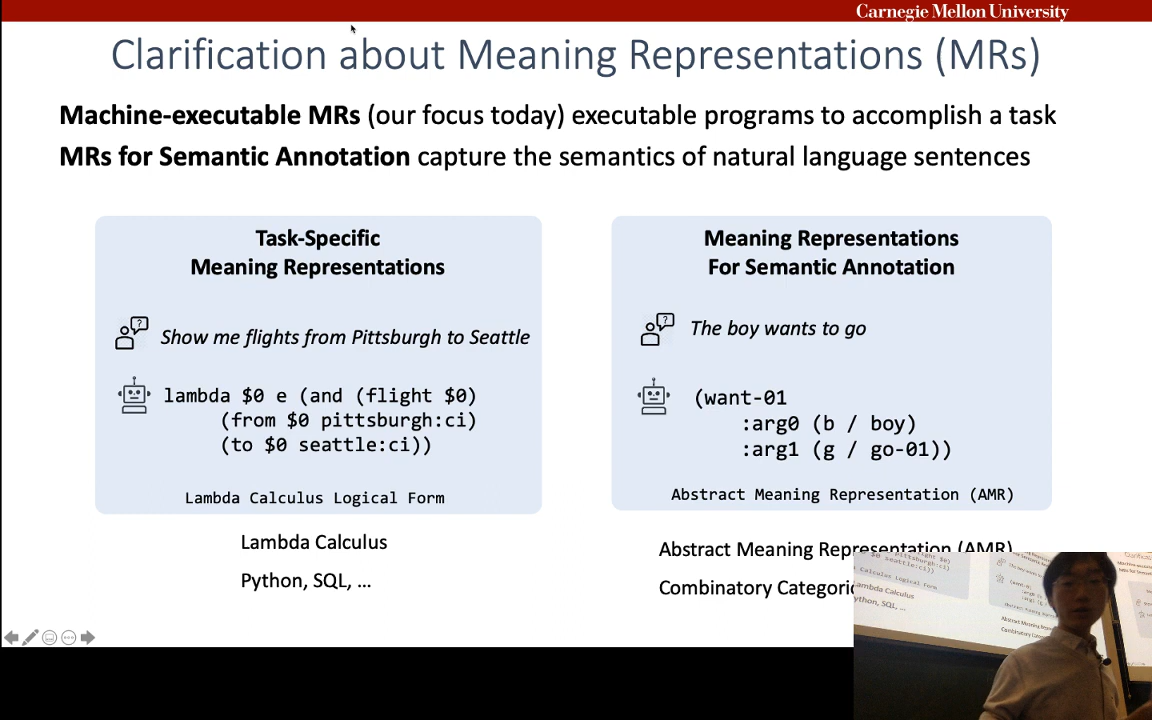 Carnegie Mellon University
Clarification about Meaning Representations (MRs)
Machine-executable MRs (our focus today) executable programs to accomplish a task
MRs for Semantic Annotation capture the semantics of natural language sentences
Task-Specific
Meaning Representations
Show me flights from Pittsburgh to Seattle
lambda $0 e (and (flight $0)
(from $0 pittsburgh:ci)
(to $0 seattle:ci))
Lambda Calculus Logical Form
Lambda Calculus
Python, SQL, ...
Meaning Representations
For Semantic Annotation
The boy wants to go
(want-01
:arg0 (b / boy)
:arg1 (g / go-01))
Abstract Meaning Representation (AMR)
Abstract Meaning Representation (AMR)
Combinatory Categoric